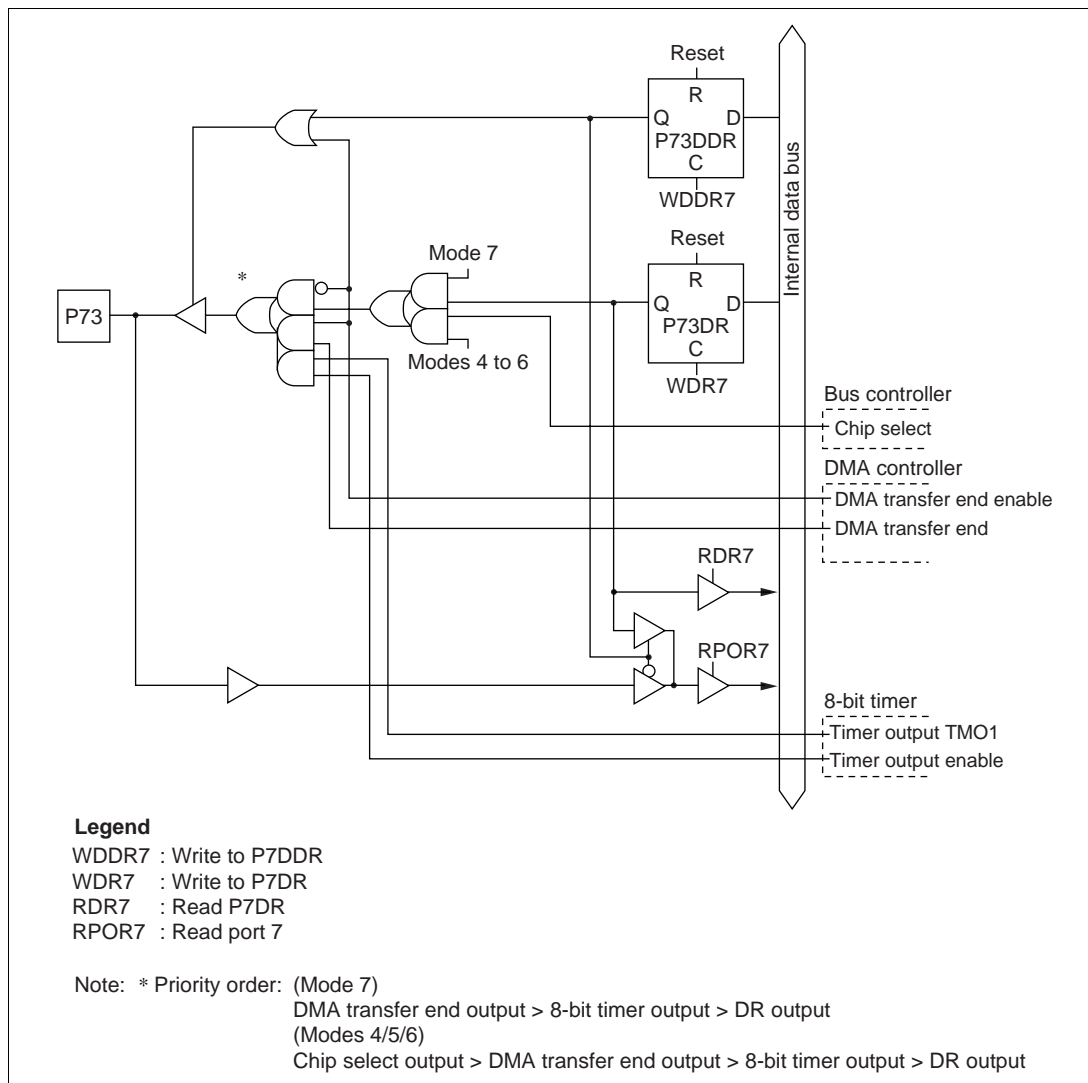 Reset
R
Q D
P73DDR
C
WDDR7
Internal data bus
Reset
R
Q D
P73DR
C
WDR7
*
Mode 7
P73
Modes 4 to 6
Bus controller
Chip select
DMA controller
DMA transfer end enable
DMA transfer end
RDR7
RPOR7
8-bit timer
Timer output TMO1
Timer output enable
Legend
WDDR7 : Write to P7DDR
WDR7 : Write to P7DR
RDR7 : Read P7DR
RPOR7 : Read port 7
Note: * Priority order: (Mode 7)
DMA transfer end output > 8-bit timer output > DR output
(Modes 4/5/6)
Chip select output > DMA transfer end output > 8-bit timer output > DR output